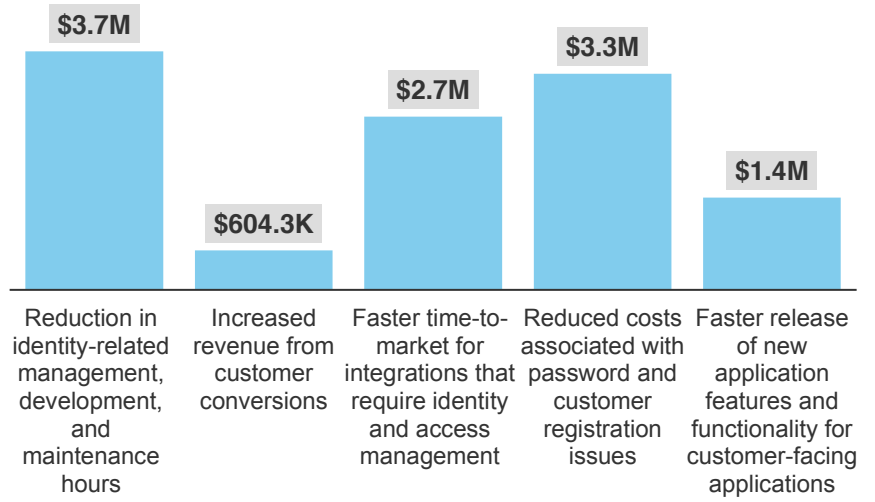 $3.7M
$604.3K
$2.7M
$3.3M
$1.4M
Reduction in
identity-related
management,
development,
and
maintenance
hours
Increased
revenue from
customer
conversions
Faster time-to-
market for
integrations that
require identity
and access
management
Reduced costs
associated with
password and
customer
registration
issues
Faster release
of new
application
features and
functionality for
customer-facing
applications